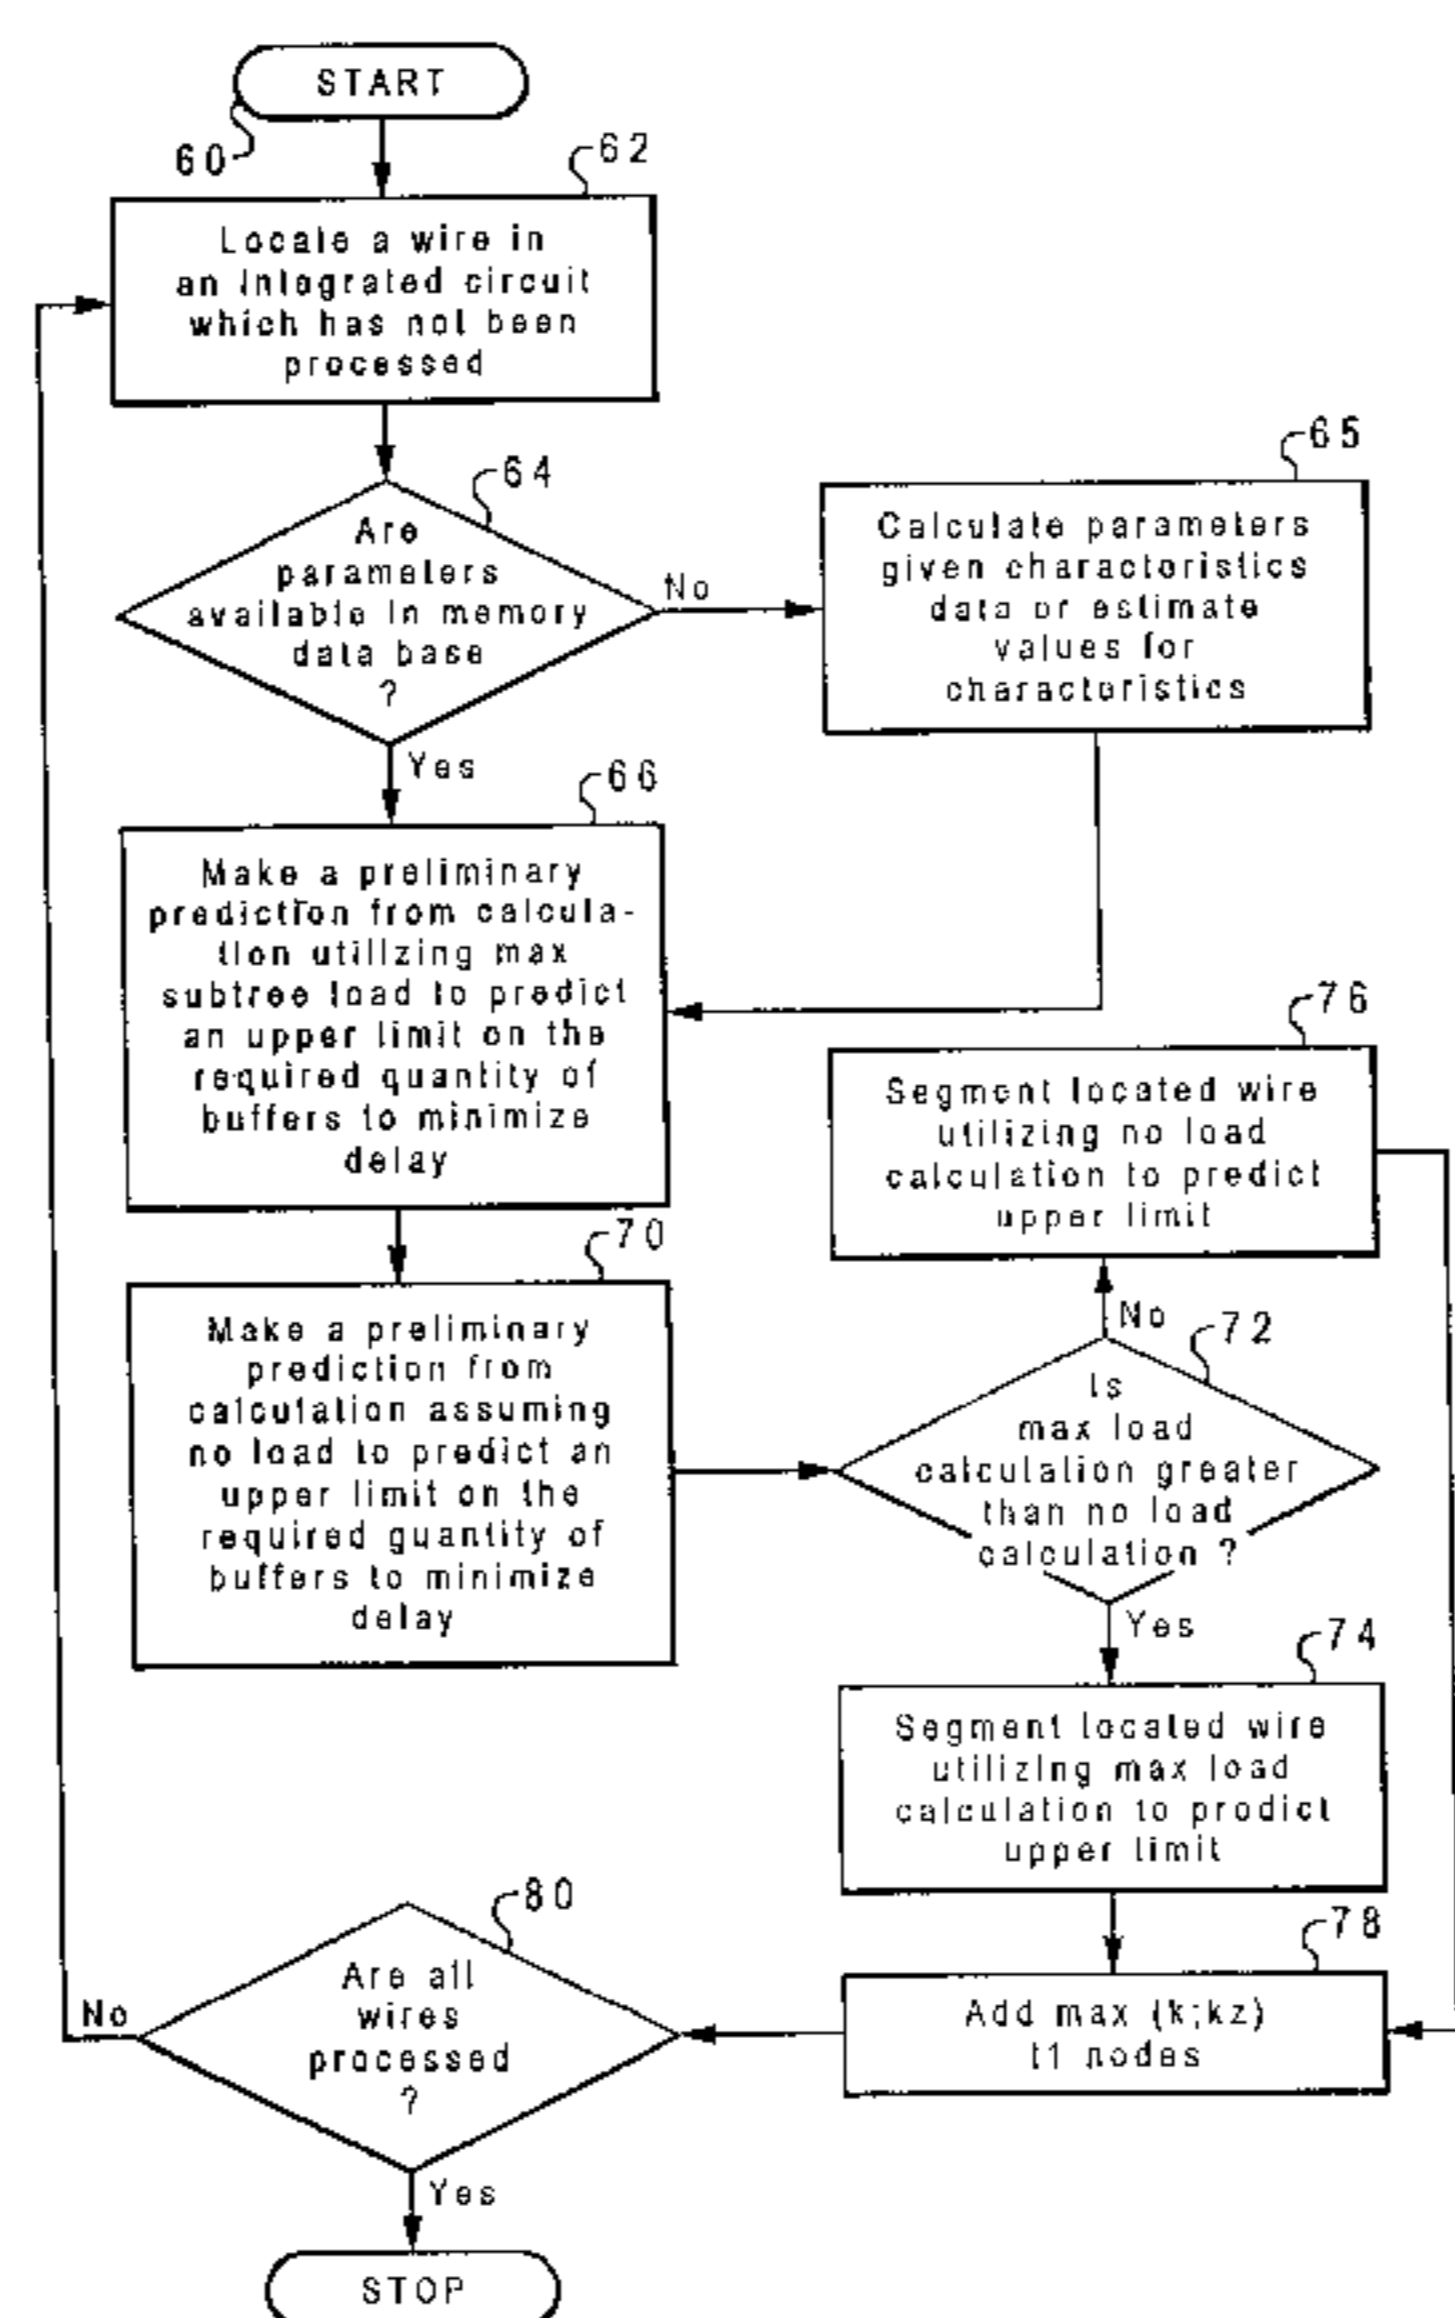 START
60
62
Locate a wire in
an integrated circuit
which has not been
processed
64
Are
parameters
available in memory
data base
?
No
65
Calculate parameters
given characteristics
data or estimate
values for
characteristics
Yes
66
Make a preliminary
prediction from calcula-
tion utilizing max
subtree load to predict
an upper limit on the
required quantity of
buffers to minimize
delay
70
Make a preliminary
prediction from
calculation assuming
no load to predict an
upper limit on the
required quantity of
buffers to minimize
delay
76
Segment located wire
utilizing no load
calculation to predict
upper limit
No
72
Is
max load
calculation greater
than no load
calculation ?
Yes
74
Segment located wire
utilizing max load
calculation to predict
upper limit
78
Add max (k;kz)
t1 nodes
80
Are all
wires
processed
?
No
Yes
STOP